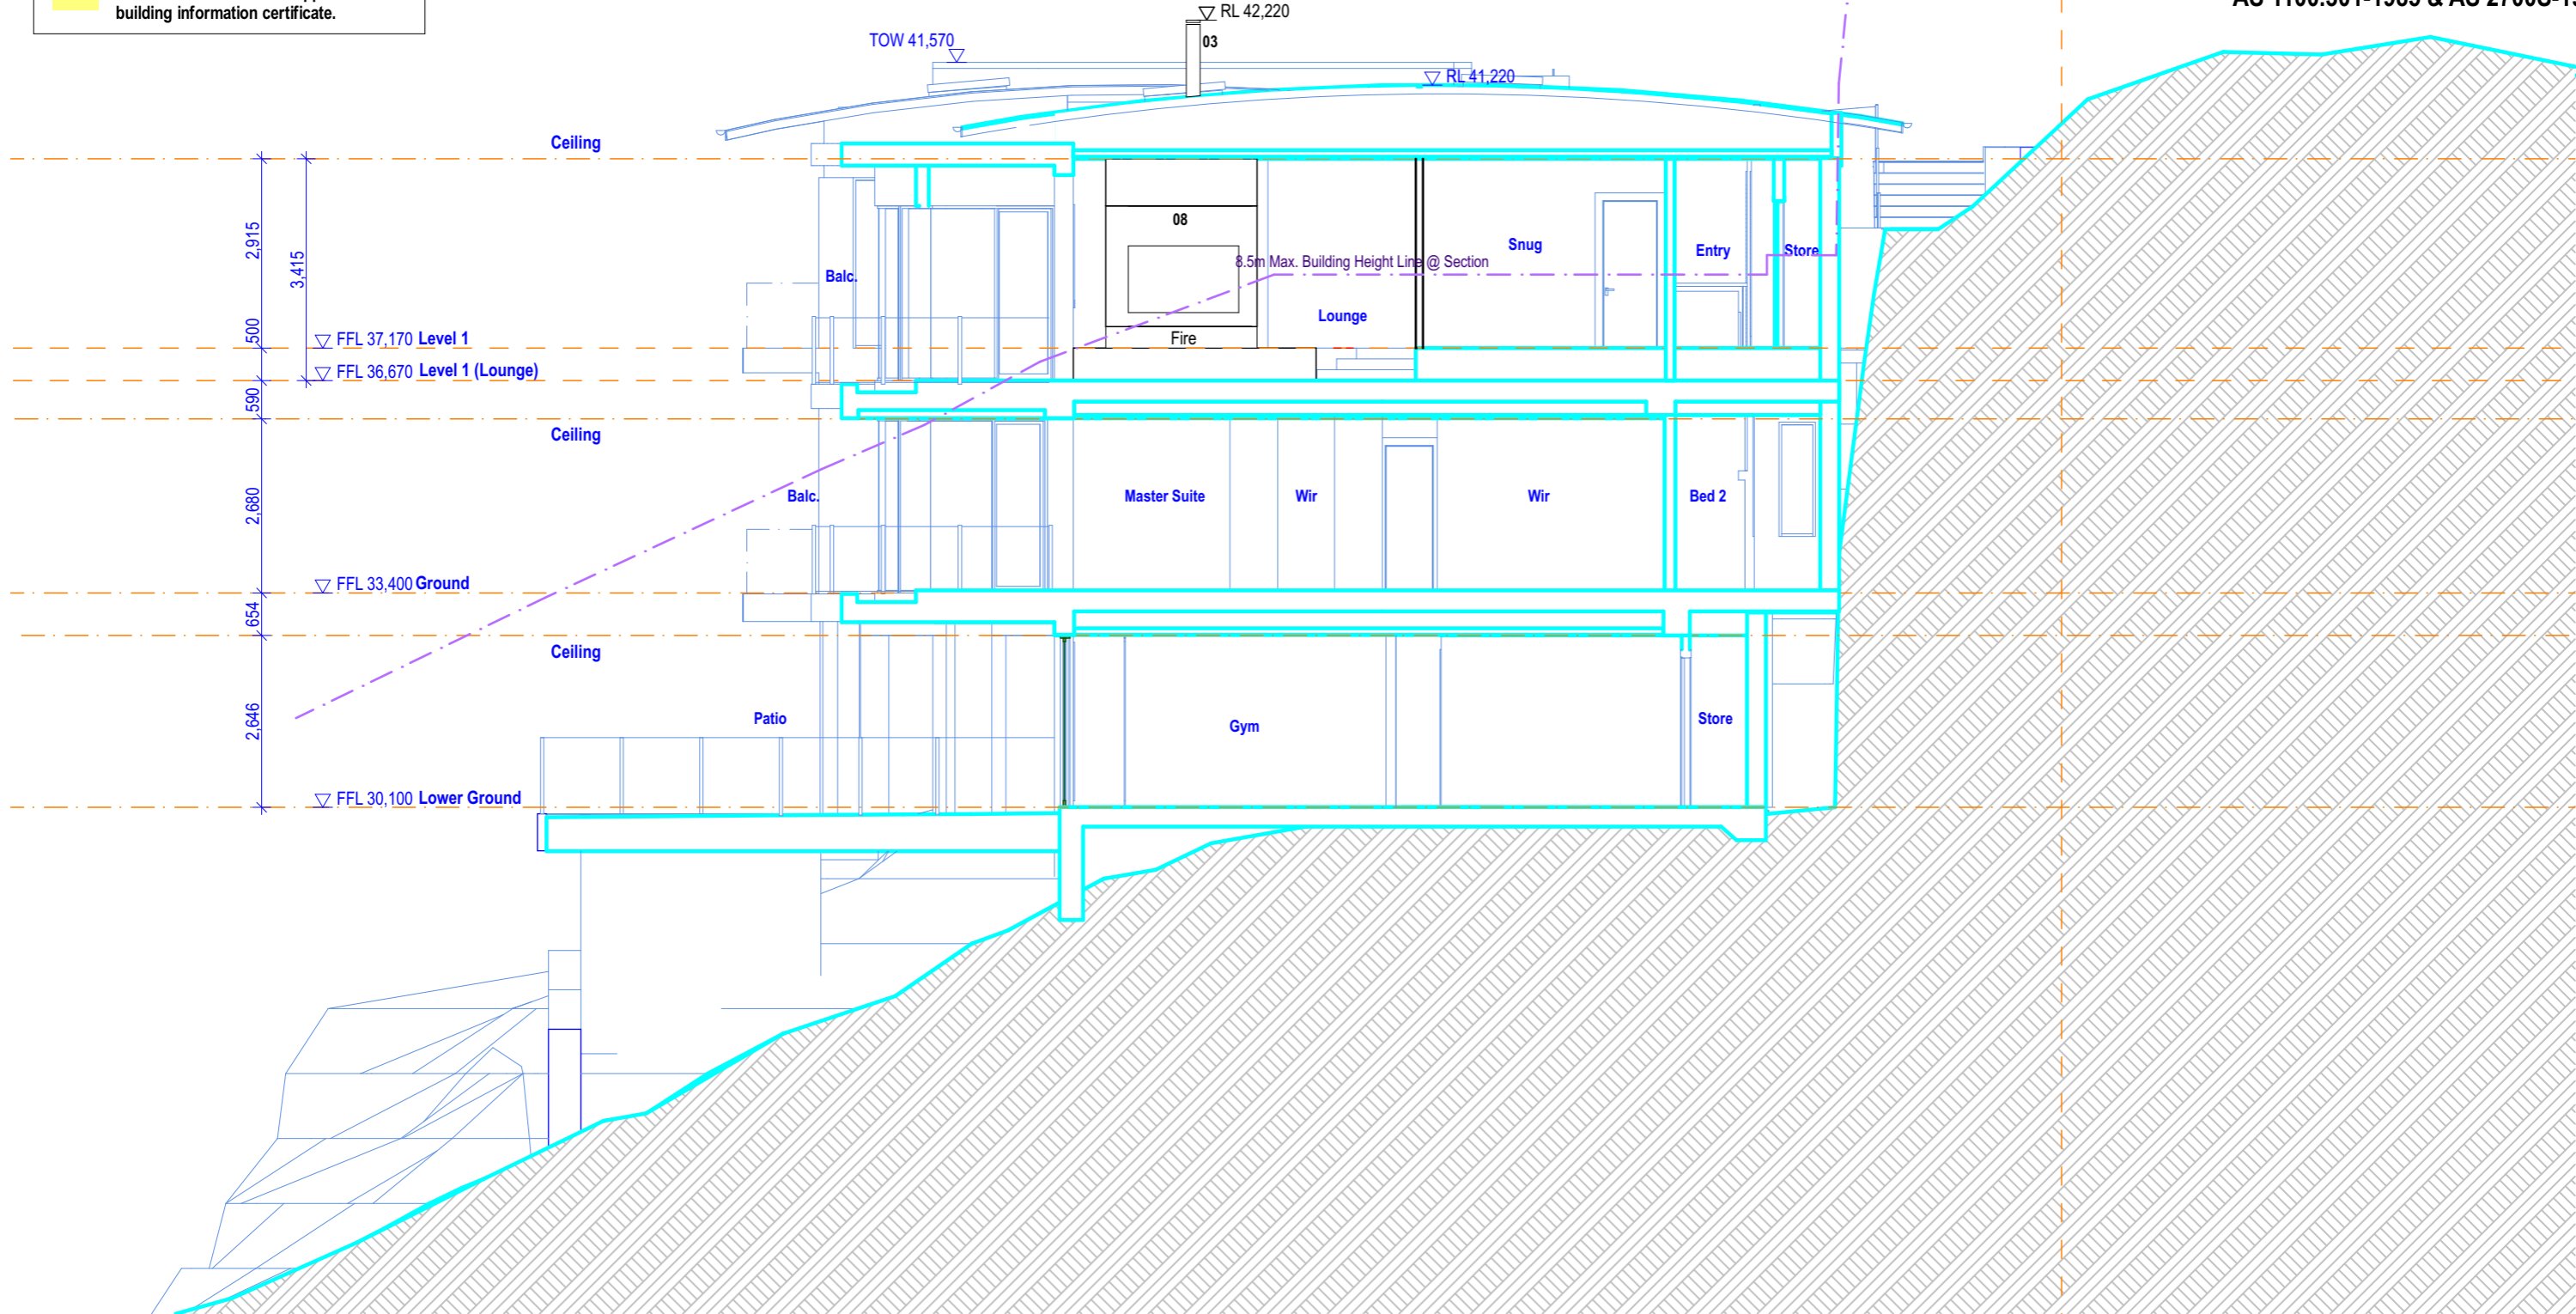 building information certificate.
RL 42,220
03
TOW 41,570
RL 41,220
Ceiling
2,915
3,415
08
Snug
Entry
Store
8.5m Max. Building Height Line @ Section
Balc.
Lounge
500
FFL 37,170 Level 1
Fire
FFL 36,670 Level 1 (Lounge)
590
Ceiling
2,680
Balc.
Master Suite
Wir
Wir
Bed 2
FFL 33,400 Ground
654
Ceiling
2,646
Patio
Gym
Store
FFL 30,100 Lower Ground